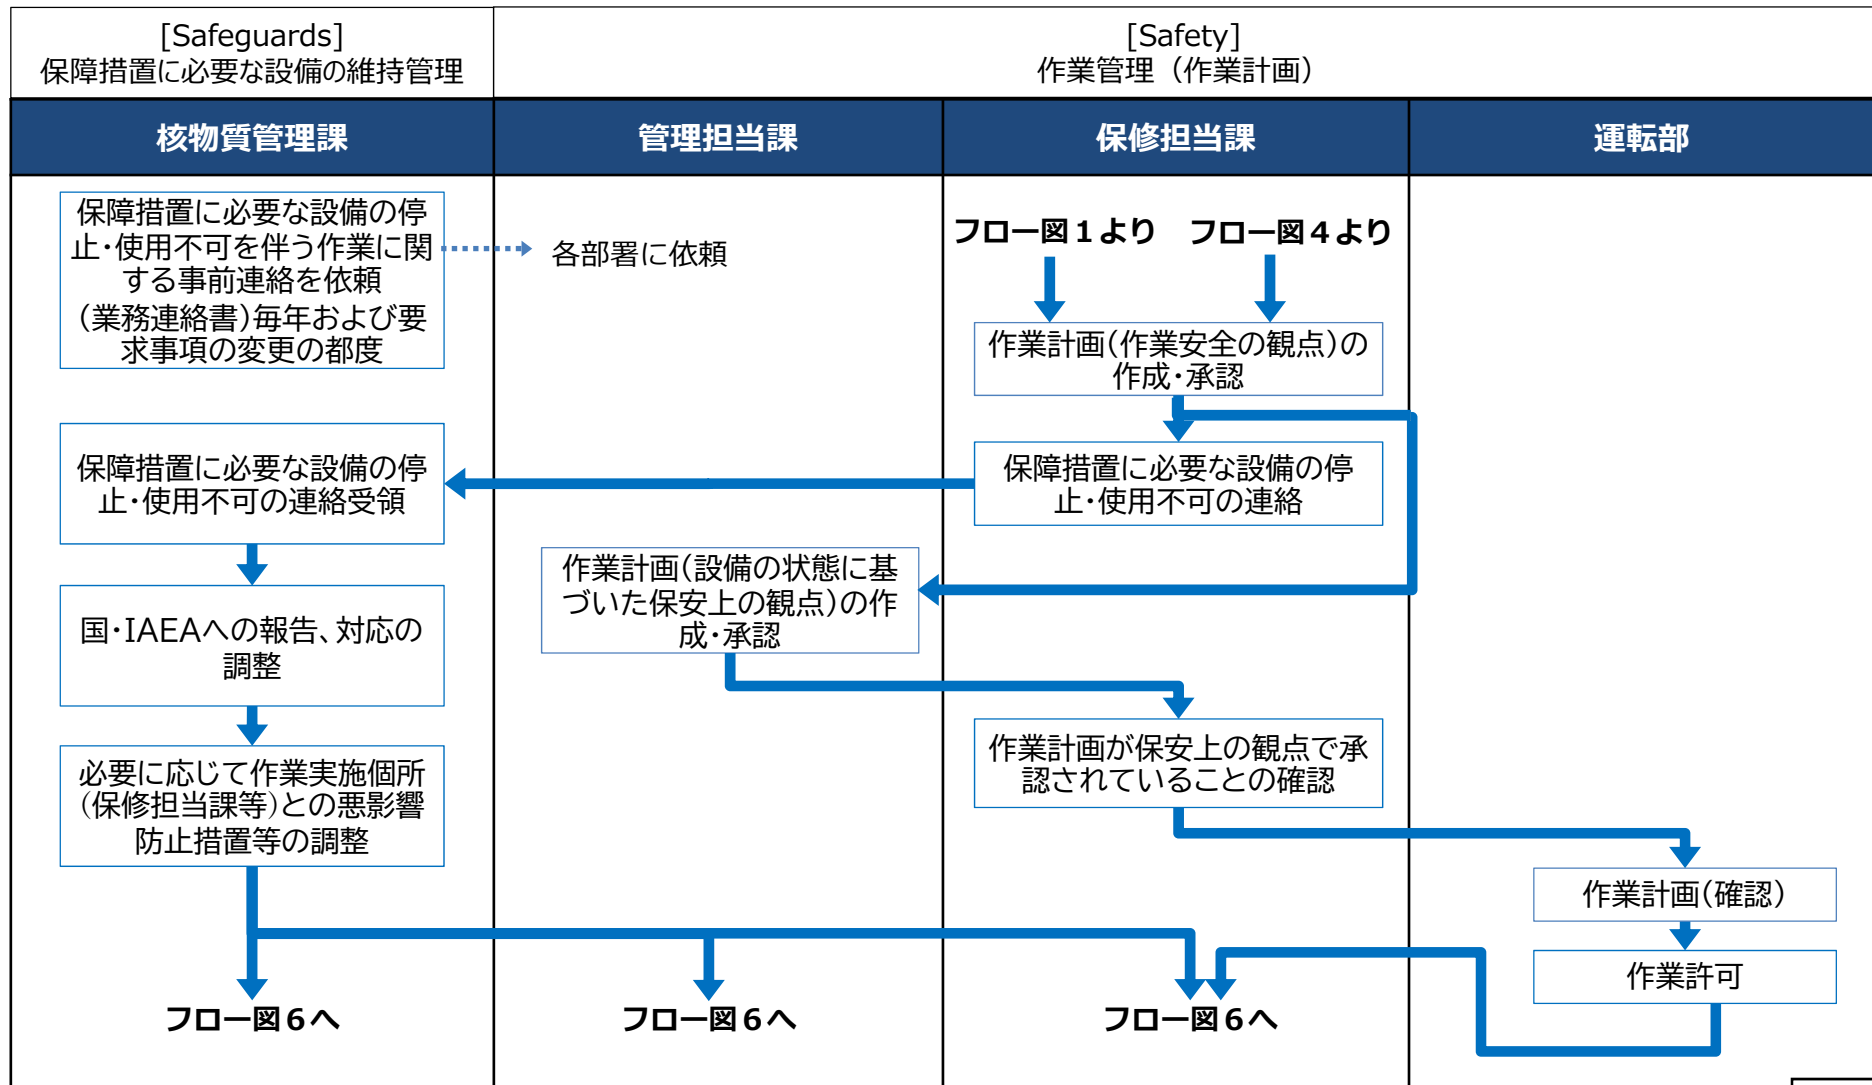 [Safeguards]
保障措置に必要な設備の維持管理
[Safety]
作業管理（作業計画）
核物質管理課
管理担当課
保修担当課
運転部
保障措置に必要な設備の停
止・使用不可を伴う作業に関
する事前連絡を依頼
（業務連絡書）毎年および要
求事項の変更の都度
各部署に依頼
フロー図１より
フロー図４より
作業計画（作業安全の観点）の
作成・承認
保障措置に必要な設備の停
止・使用不可の連絡受領
保障措置に必要な設備の停
止・使用不可の連絡
作業計画（設備の状態に基
づいた保安上の観点）の作
成・承認
国・IAEAへの報告、対応の
調整
作業計画が保安上の観点で承
認されていることの確認
必要に応じて作業実施個所
（保修担当課等）との悪影響
防止措置等の調整
作業計画（確認）
作業許可
フロー図６へ
フロー図６へ
フロー図６へ